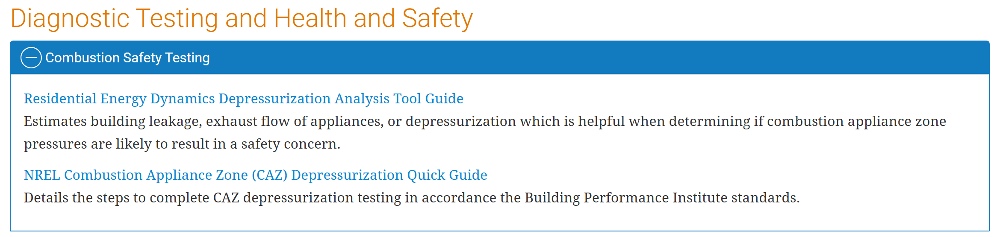 Diagnostic Testing and Health and Safety
Combustion Safety Testing
Residential Energy Dynamics Depressurization Analysis Tool Guide
Estimates building leakage, exhaust flow of appliances, or depressurization which is helpful when determining if combustion appliance zone
pressures are likely to result in a safety concern.
NREL Combustion Appliance Zone (CAZ) Depressurization Quick Guide
Details the steps to complete CAZ depressurization testing in accordance the Building Performance Institute standards.